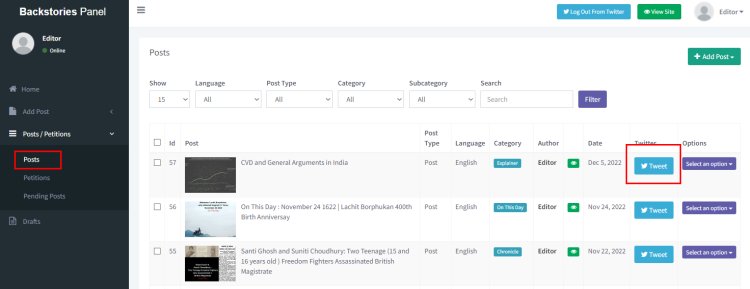 Backstories Panel
Log Out From Twitter
View Site
Editor
Editor
Online
Home
Add Post
Posts / Petitions
Posts
Petitions
Pending Posts
Drafts
Posts
+ Add Post
Show
Language
Post Type
Category
Subcategory
Search
15
All
All
All
All
Search
Filter
Id
Post
Post Type
Language
Category
Author
Date
Twitter
Options
57
CVD and General Arguments in India
Post
English
Explainer
Editor
Dec 5, 2022
Tweet
Select an option
56
On This Day : November 24 1622 | Lachit Borphukan 400th
Birth Anniversay
Post
English
On This Day
Editor
Nov 24, 2022
Tweet
Select an option
55
Santi Ghosh and Suniti Choudhury: Two Teenage (15 and
16 years old ) Freedom Fighters Assassinated British
Magistrate
Post
English
Chronicle
Editor
Nov 22, 2022
Tweet
Select an option